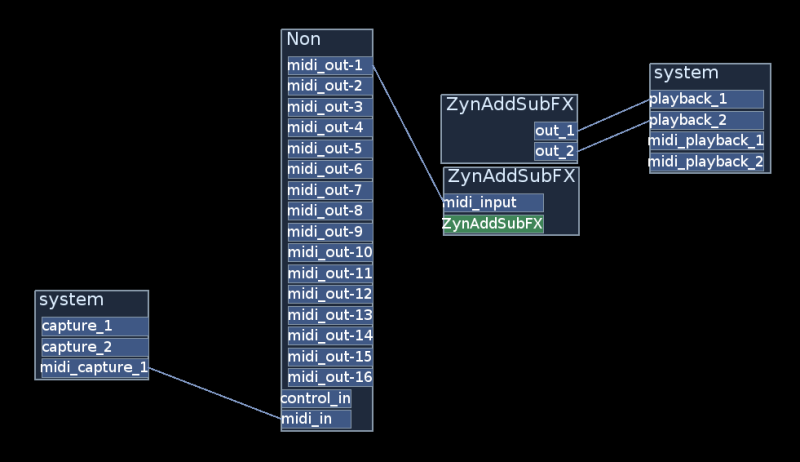 system
capture_1
capture_2
midi_capture_1
Non
midi_out-1
midi_out-2
midi_out-3
midi_out-4
midi_out-5
midi_out-6
midi_out-7
midi_out-8
midi_out-9
midi_out-10
midi_out-11
midi_out-12
midi_out-13
midi_out-14
midi_out-15
midi_out-16
control_in
midi_in
ZynAddSubFX
out_1
out_2
ZynAddSubFX
midi_input
ZynAddSubFX
system
playback_1
playback_2
midi_playback_1
midi_playback_2